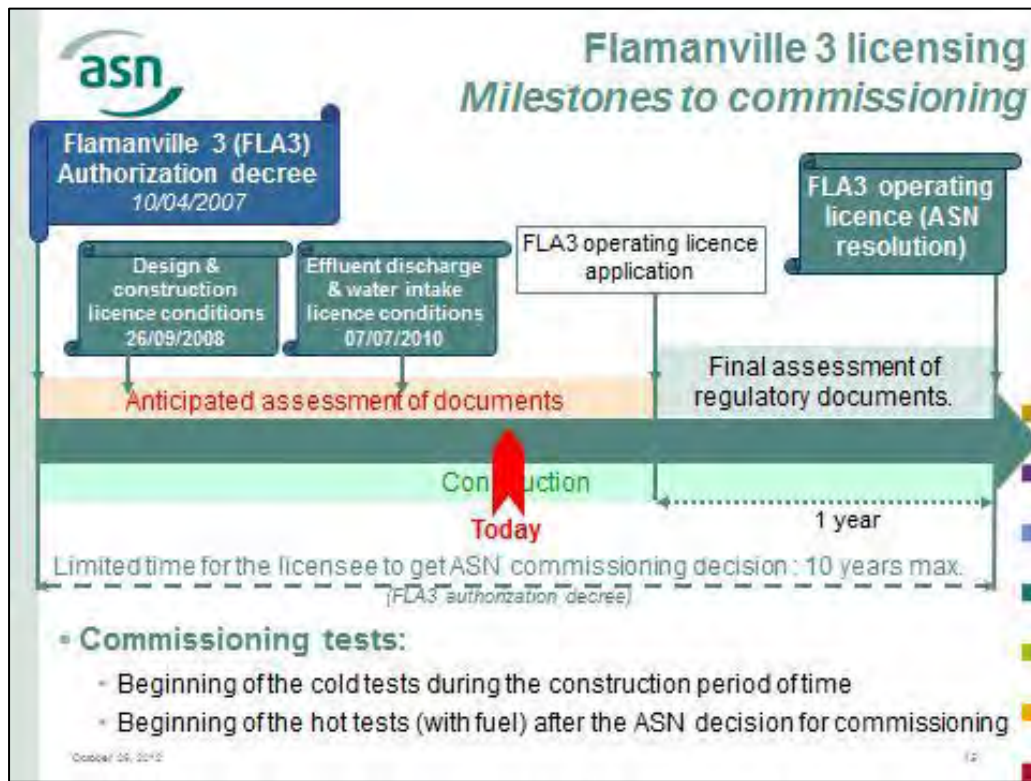 asn
Flamanville 3 licensing
Milestones to commissioning
Flamanville 3 (FLA3)
Authorization decree
10/04/2007
Design &
construction
licence conditions
26/09/2008
Effluent discharge
& water intake
licence conditions
07/07/2010
FLA3 operating licence
application
FLA3 operating
licence (ASN
resolution)
Anticipated assessment of documents
Final assessment of
regulatory documents.
Construction
Today
1 year
Limited time for the licensee to get ASN commissioning decision : 10 years max.
(FLA3 authorization decree)
Commissioning tests:
Beginning of the cold tests during the construction period of time
Beginning of the hot tests (with fuel) after the ASN decision for commissioning
October